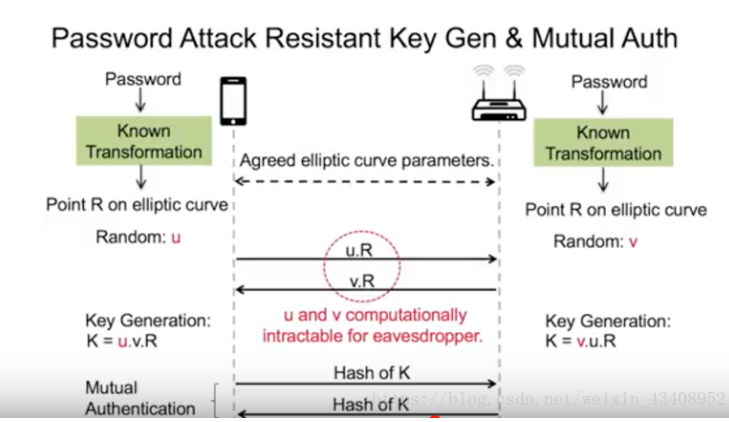 Password Attack Resistant Key Gen & Mutual Auth
Password
Password
Known
Transformation
Known
Transformation
Agreed elliptic curve parameters.
Point R on elliptic curve
Point R on elliptic curve
Random: u
Random: v
u.R
v.R
u and v computationally
intractable for eavesdropper.
Key Generation:
K = u.v.R
Key Generation:
K = v.u.R
Hash of K
Mutual
Authentication
Hash of K
https://blog.csdn.net/weixin_43408952